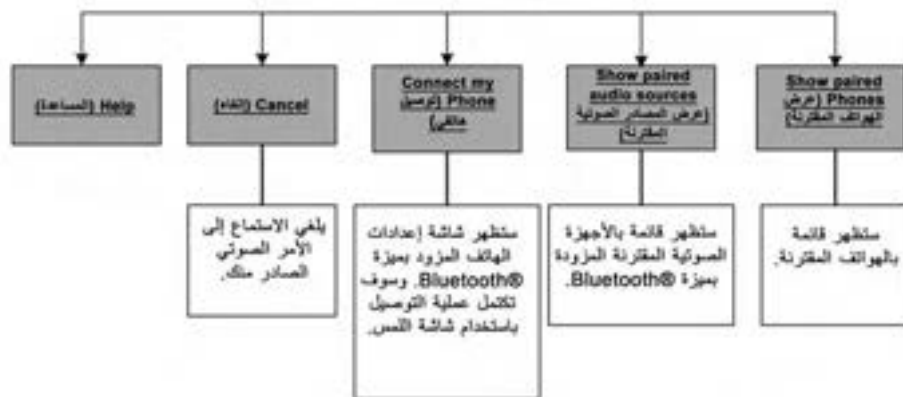 Show paired
Phones (عرض
الهواتف المقترنة)
Show paired
audio sources
(عرض المصادر الصوتية
المقترنة)
Connect my
Phone (توصيل
هاتفي)
Cancel (إلغاء)
Help (المساعدة)
ستظهر قائمة
بالهواتف المقترنة.
ستظهر قائمة بالأجهزة
الصوتية المقترنة المزودة
بميزة Bluetooth®.
ستظهر شاشة إعدادات
الهاتف المزود بميزة
Bluetooth®. وسوف
تكتمل عملية التوصيل
باستخدام شاشة اللمس.
يلغي الاستماع إلى
الأمر الصوتي
الصادر منك.